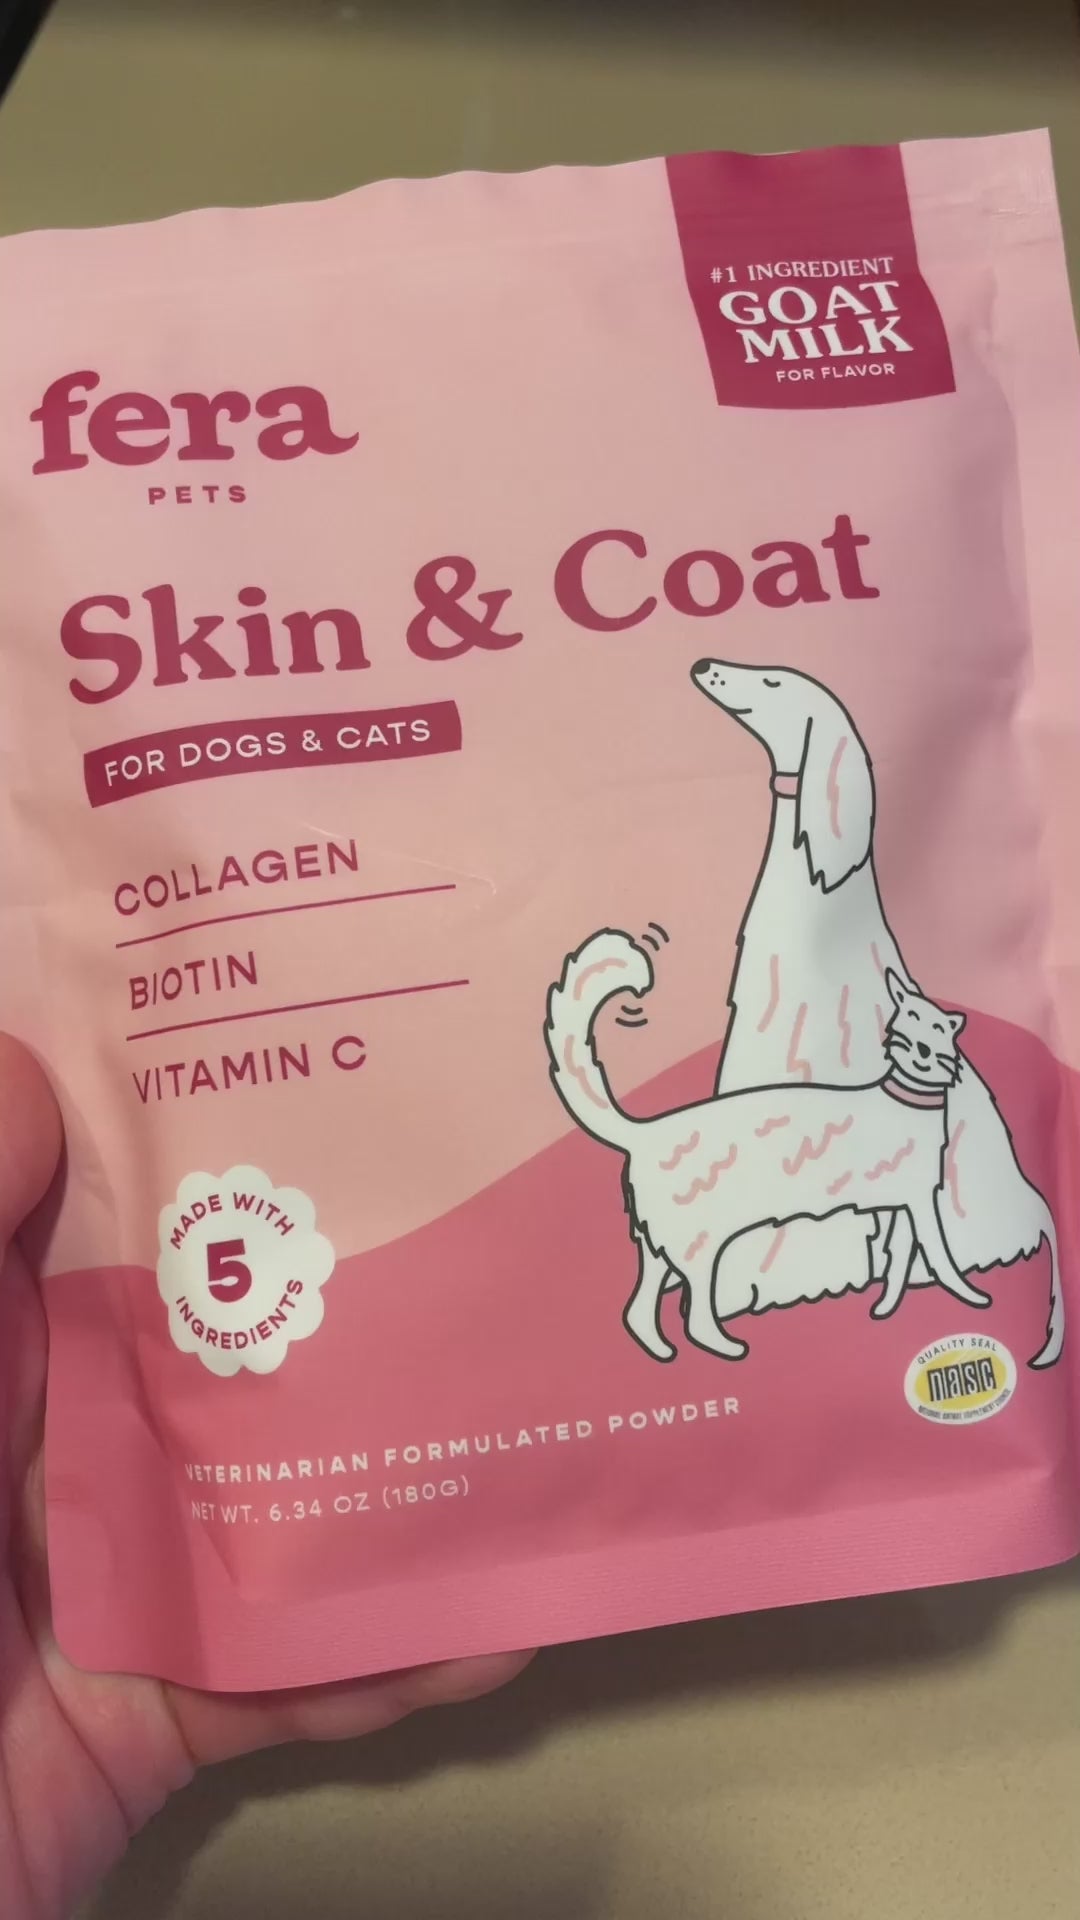 #1 INGREDIENT
GOAT
MILK
FOR FLAVOR
fera
PETS
Skin & Coat
FOR DOGS & CATS
COLLAGEN
BIOTIN
VITAMIN C
MADE WITH
5
INGREDIENTS
QUALITY SEAL
nasc
VETERINARIAN FORMULATED POWDER
NET WT. 6.34 OZ (180G)